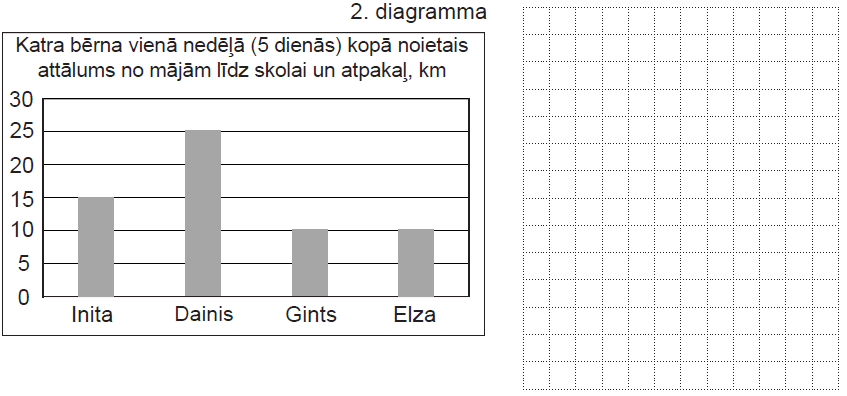 2. diagramma
Katra bērna vienā nedēļā (5 dienās) kopā noietais
attālums no mājām līdz skolai un atpakaļ, km
30
25
20
15
10
5
0
Inita Dainis Gints Elza